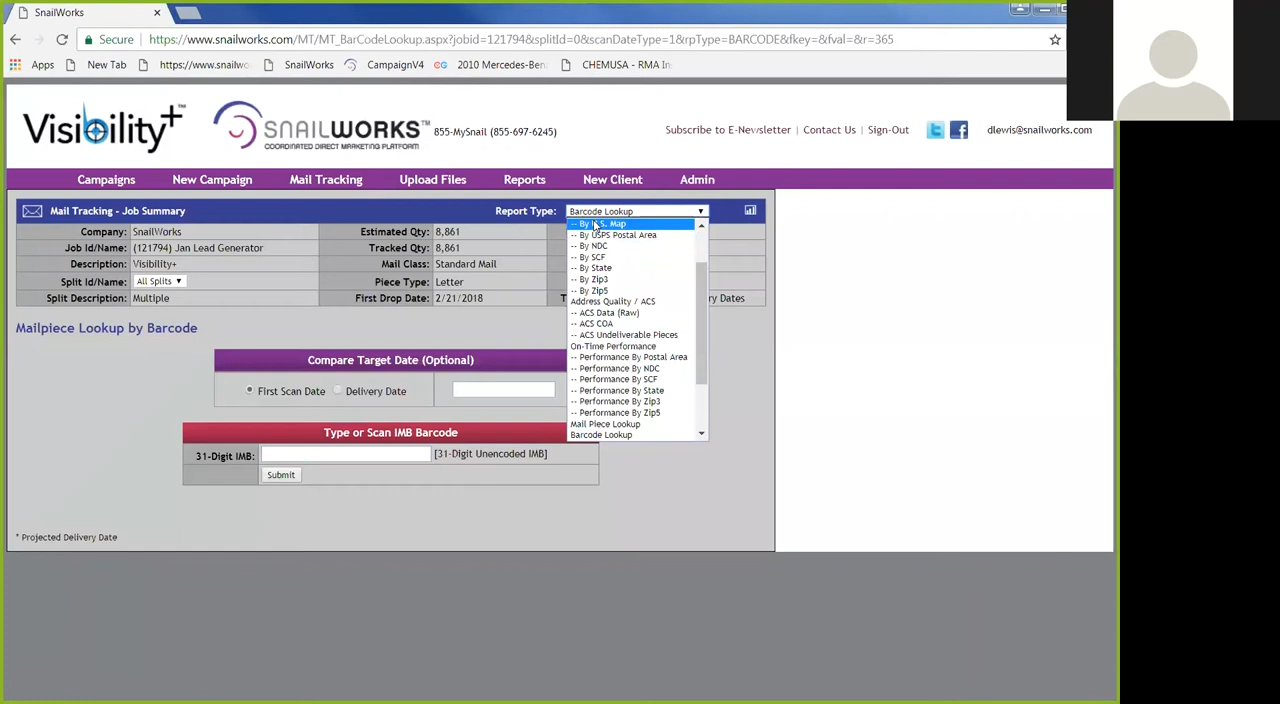 SnailWorks
Secure https://www.snailworks.com/MT/MT_BarCodeLookup.aspx?jobid=121794&splitId=0&scanDateType=1&rpType=BARCODE&fkey=&fval=&r=365
Apps New Tab https://www.snailwo SnailWorks CampaignV4 2010 Mercedes-Ben CHEMUSA - RMA In
Visibility+™ SNAILWORKS™ 855-MySnail (855-697-6245) Subscribe to E-Newsletter | Contact Us | Sign-Out dlewis@snailworks.com
COORDINATED DIRECT MARKETING PLATFORM
Campaigns New Campaign Mail Tracking Upload Files Reports New Client Admin
Mail Tracking - Job Summary Report Type: Barcode Lookup
Company: SnailWorks Estimated Qty: 8,861
Job Id/Name: (121794) Jan Lead Generator Tracked Qty: 8,861
Description: Visibility+ Mail Class: Standard Mail
Split Id/Name: All Splits Piece Type: Letter
Split Description: Multiple First Drop Date: 2/21/2018 T ry Dates
-- By U.S. Map
-- By USPS Postal Area
-- By NDC
-- By SCF
-- By State
-- By Zip3
-- By Zip5
Address Quality / ACS
-- ACS Data (Raw)
-- ACS COA
-- ACS Undeliverable Pieces
On-Time Performance
-- Performance By Postal Area
-- Performance By NDC
-- Performance By SCF
-- Performance By State
-- Performance By Zip3
-- Performance By Zip5
Mail Piece Lookup
Barcode Lookup
Mailpiece Lookup by Barcode
Compare Target Date (Optional)
First Scan Date Delivery Date
Type or Scan IMB Barcode
31-Digit IMB: [31-Digit Unencoded IMB]
Submit
* Projected Delivery Date